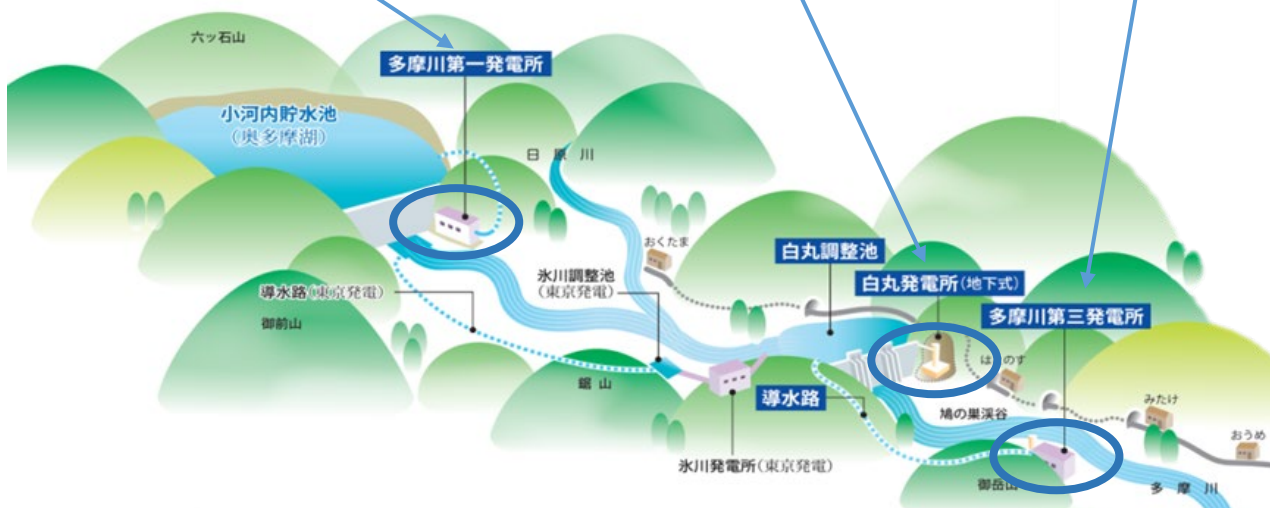 六ッ石山
多摩川第一発電所
小河内貯水池
(奥多摩湖)
日原川
おくたま
白丸調整池
氷川調整池
(東京発電)
白丸発電所(地下式)
導水路(東京発電)
御前山
多摩川第三発電所
はとのす
鋸山
導水路
鳩の巣渓谷
みたけ
おうめ
氷川発電所(東京発電)
御岳山
多摩川